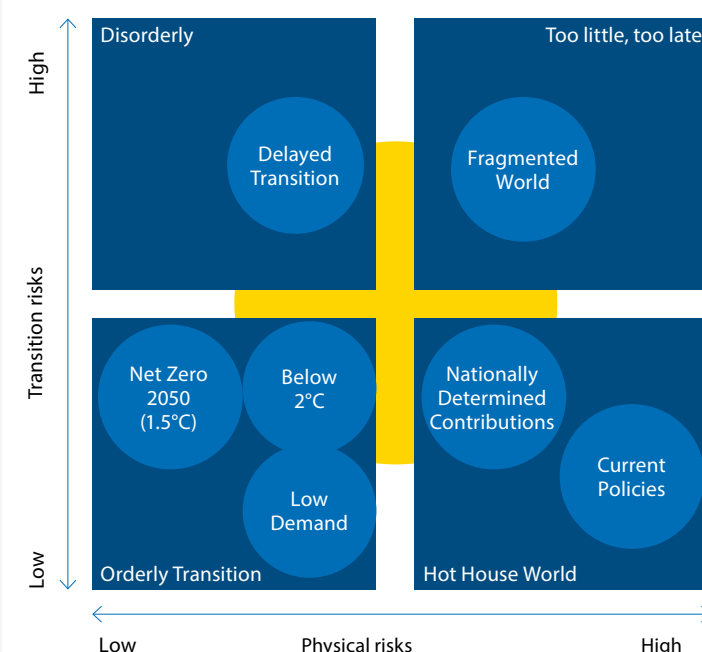 Disorderly
Too little, too late
High
Delayed
Transition
Fragmented
World
Transition risks
Net Zero
2050
(1.5°C)
Below
2°C
Nationally
Determined
Contributions
Current
Policies
Low
Demand
Low
Orderly Transition
Hot House World
Low
Physical risks
High